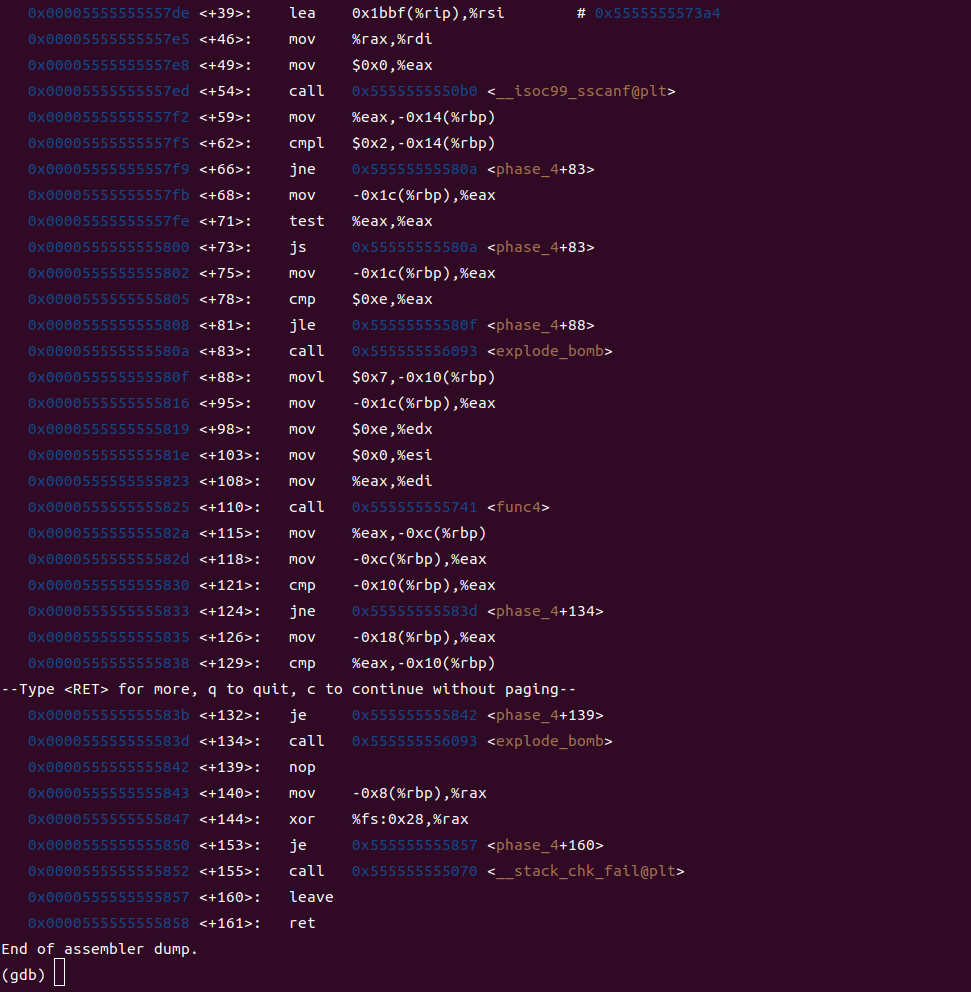 0x00005555555557de <+39>: lea 0x1bbf(%rip),%rsi # 0x5555555573a4
0x00005555555557e5 <+46>: mov %rax,%rdi
0x00005555555557e8 <+49>: mov $0x0,%eax
0x00005555555557ed <+54>: call 0x5555555550b0 <__isoc99_sscanf@plt>
0x00005555555557f2 <+59>: mov %eax,-0x14(%rbp)
0x00005555555557f5 <+62>: cmpl $0x2,-0x14(%rbp)
0x00005555555557f9 <+66>: jne 0x55555555580a <phase_4+83>
0x00005555555557fb <+68>: mov -0x1c(%rbp),%eax
0x00005555555557fe <+71>: test %eax,%eax
0x0000555555555800 <+73>: js 0x55555555580a <phase_4+83>
0x0000555555555802 <+75>: mov -0x1c(%rbp),%eax
0x0000555555555805 <+78>: cmp $0xe,%eax
0x0000555555555808 <+81>: jle 0x55555555580f <phase_4+88>
0x000055555555580a <+83>: call 0x555555556093 <explode_bomb>
0x000055555555580f <+88>: movl $0x7,-0x10(%rbp)
0x0000555555555816 <+95>: mov -0x1c(%rbp),%eax
0x0000555555555819 <+98>: mov $0xe,%edx
0x000055555555581e <+103>: mov $0x0,%esi
0x0000555555555823 <+108>: mov %eax,%edi
0x0000555555555825 <+110>: call 0x555555555741 <func4>
0x000055555555582a <+115>: mov %eax,-0xc(%rbp)
0x000055555555582d <+118>: mov -0xc(%rbp),%eax
0x0000555555555830 <+121>: cmp -0x10(%rbp),%eax
0x0000555555555833 <+124>: jne 0x55555555583d <phase_4+134>
0x0000555555555835 <+126>: mov -0x18(%rbp),%eax
0x0000555555555838 <+129>: cmp %eax,-0x10(%rbp)
--Type <RET> for more, q to quit, c to continue without paging--
0x000055555555583b <+132>: je 0x555555555842 <phase_4+139>
0x000055555555583d <+134>: call 0x555555556093 <explode_bomb>
0x0000555555555842 <+139>: nop
0x0000555555555843 <+140>: mov -0x8(%rbp),%rax
0x0000555555555847 <+144>: xor %fs:0x28,%rax
0x0000555555555850 <+153>: je 0x555555555857 <phase_4+160>
0x0000555555555852 <+155>: call 0x555555555070 <__stack_chk_fail@plt>
0x0000555555555857 <+160>: leave
0x0000555555555858 <+161>: ret
End of assembler dump.
(gdb)